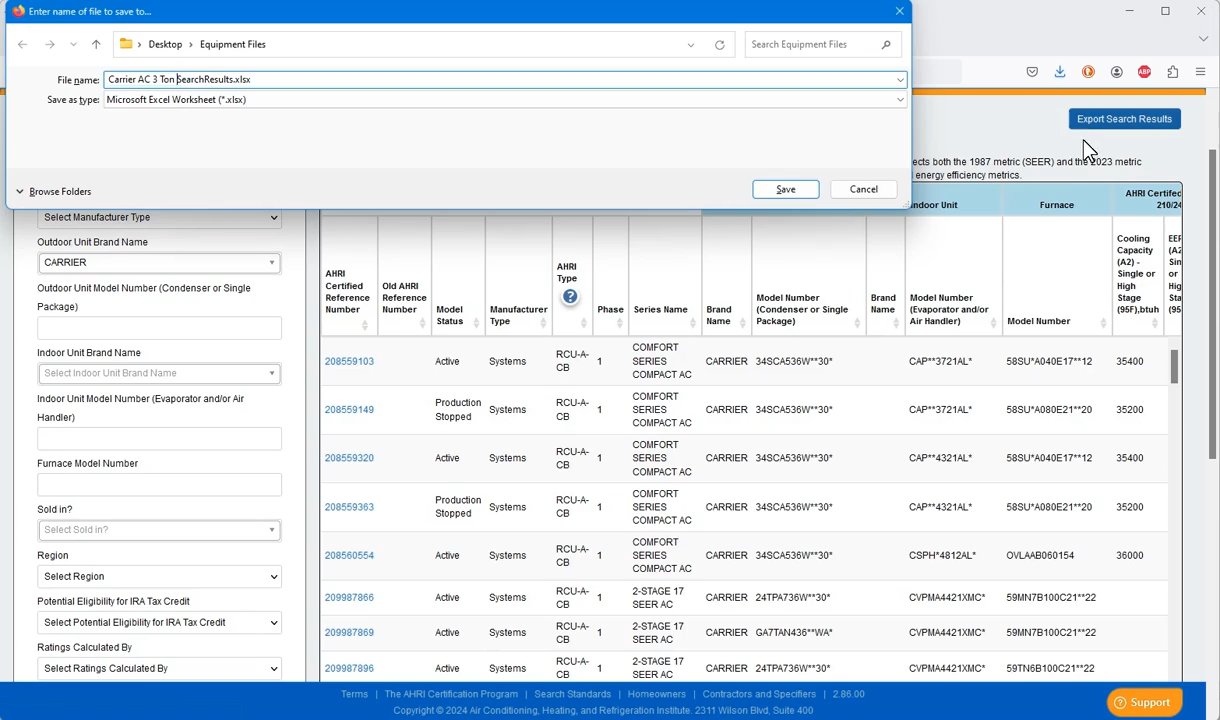 Enter name of file to save to...
Desktop
Equipment Files
Search Equipment Files
File name:
Carrier AC 3 Ton SearchResults.xlsx
Save as type:
Microsoft Excel Worksheet (*.xlsx)
Browse Folders
Save
Cancel
ABP
Export Search Results
ects both the 1987 metric (SEER) and the 2023 metric
energy efficiency metrics.
Select Manufacturer Type
Outdoor Unit Brand Name
CARRIER
Outdoor Unit Model Number (Condenser or Single
Package)
Indoor Unit Brand Name
Select Indoor Unit Brand Name
Indoor Unit Model Number (Evaporator and/or Air
Handler)
Furnace Model Number
Sold in?
Select Sold in?
Region
Select Region
Potential Eligibility for IRA Tax Credit
Select Potential Eligibility for IRA Tax Credit
Ratings Calculated By
Select Ratings Calculated By
ndoor Unit
Furnace
AHRI Certifed
210/24
AHRI
Certified
Reference
Number
Old AHRI
Reference
Number
Model
Status
Manufacturer
Type
AHRI
Type
?
Phase
Series Name
Brand
Name
Model Number
(Condenser or Single
Package)
Brand
Name
Model Number
(Evaporator and/or
Air Handler)
Model Number
Cooling
Capacity
(A2) -
Single or
High
Stage
(95F),btuh
EER
(A2
Sin
or
Hig
Sta
(95
208559103 Active Systems RCU-A-CB 1 COMFORT SERIES COMPACT AC CARRIER 34SCA536W**30* CAP**3721AL* 58SU*A040E17**12 35400
208559149 Production Stopped Systems RCU-A-CB 1 COMFORT SERIES COMPACT AC CARRIER 34SCA536W**30* CAP**3721AL* 58SU*A080E21**20 35200
208559320 Active Systems RCU-A-CB 1 COMFORT SERIES COMPACT AC CARRIER 34SCA536W**30* CAP**4321AL* 58SU*A040E17**12 35400
208559363 Production Stopped Systems RCU-A-CB 1 COMFORT SERIES COMPACT AC CARRIER 34SCA536W**30* CAP**4321AL* 58SU*A080E21**20 35200
208560554 Active Systems RCU-A-CB 1 COMFORT SERIES COMPACT AC CARRIER 34SCA536W**30* CSPH*4812AL* OVLAAB060154 36000
209987866 Active Systems RCU-A-CB 1 2-STAGE 17 SEER AC CARRIER 24TPA736W**30* CVPMA4421XMC* 59MN7B100C21**22
209987869 Active Systems RCU-A-CB 1 2-STAGE 17 SEER AC CARRIER GA7TAN436**WA* CVPMA4421XMC* 59MN7B100C21**22
209987896 Active Systems RCU-A-CB 1 2-STAGE 17 SEER AC CARRIER 24TPA736W**30* CVPMA4421XMC* 59TN6B100C21**22
Terms | The AHRI Certification Program | Search Standards | Homeowners | Contractors and Specifiers | 2.86.00
Copyright © 2024 Air Conditioning, Heating, and Refrigeration Institute. 2311 Wilson Blvd, Suite 400
Support